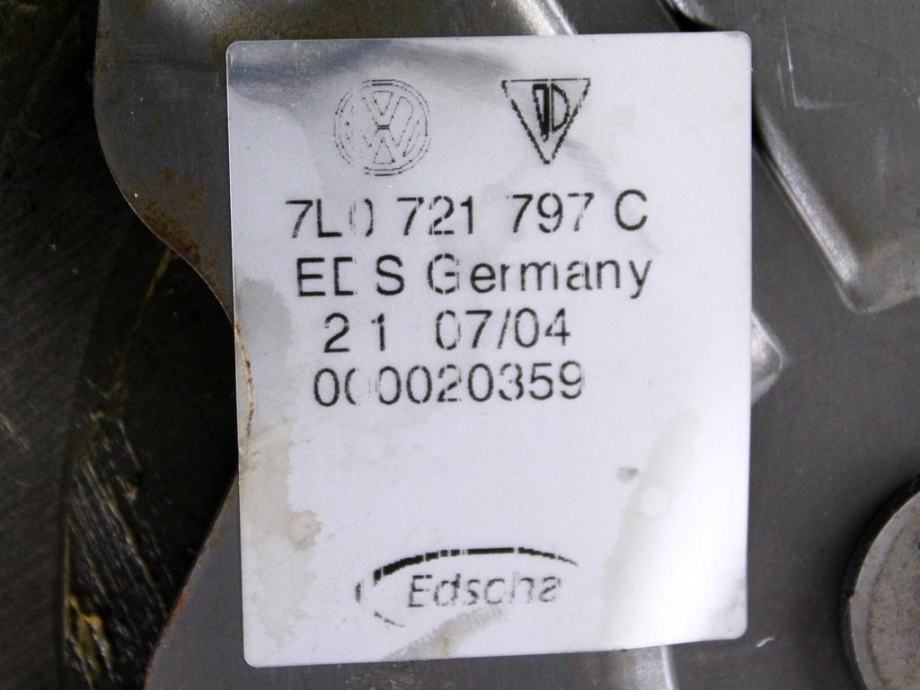 7L0 721 797 C
EDS Germany
21 07/04
000020359
Edscha